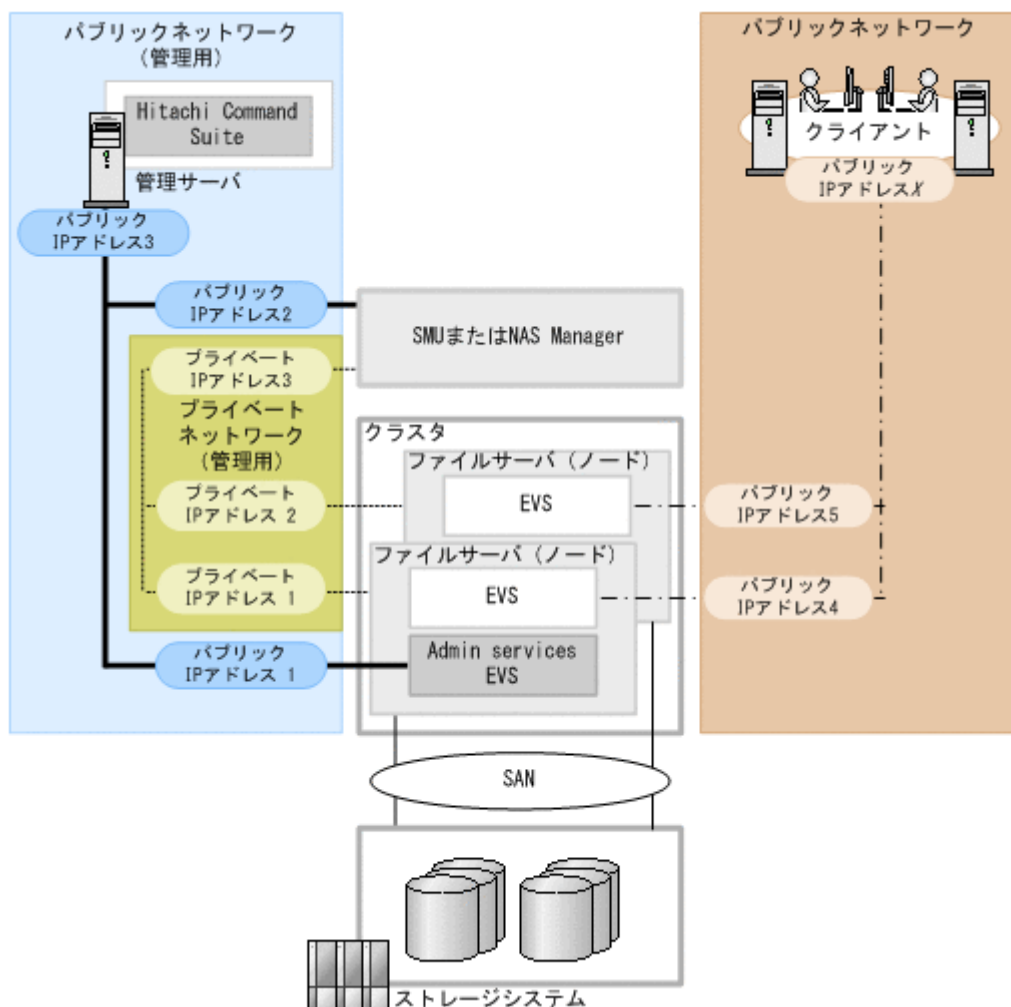 パブリックネットワーク
(管理用)
Hitachi Command
Suite
管理サーバ
パブリック
IPアドレス3
パブリック
IPアドレス2
プライベート
IPアドレス3
プライベート
ネットワーク
(管理用)
プライベート
IPアドレス 2
プライベート
IPアドレス 1
パブリック
IPアドレス 1
SMUまたはNAS Manager
クラスタ
ファイルサーバ(ノード)
EVS
ファイルサーバ(ノード)
EVS
Admin services
EVS
SAN
ストレージシステム
パブリックネットワーク
クライアント
パブリック
IPアドレスX
パブリック
IPアドレス5
パブリック
IPアドレス4